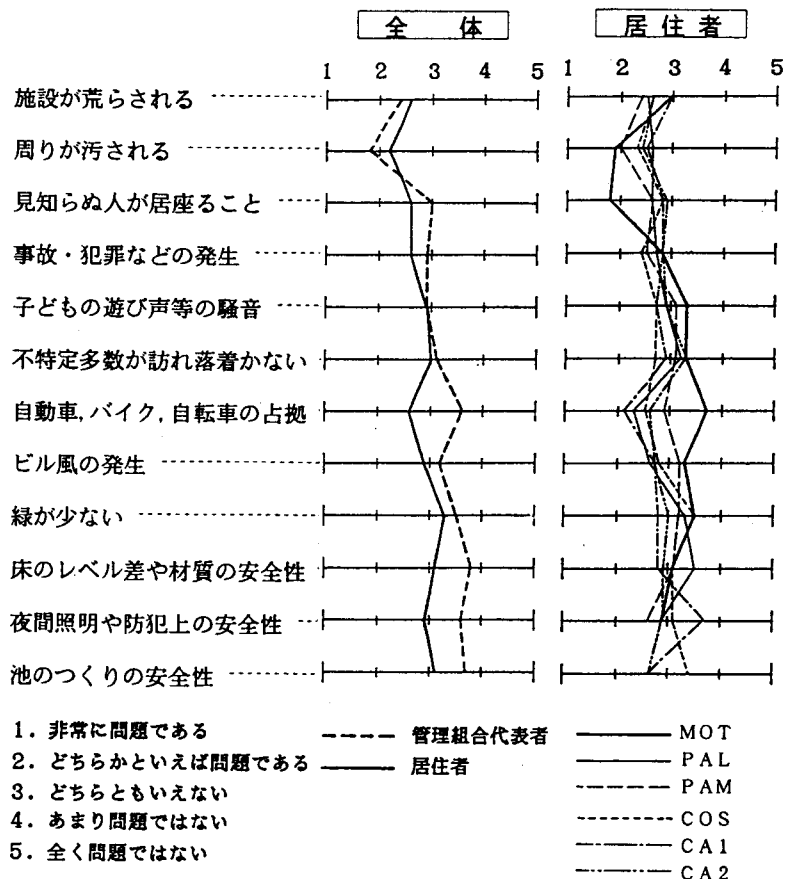 全 体
居 住 者
1 2 3 4 5
1 2 3 4 5
施設が荒らされる
周りが汚される
見知らぬ人が居座ること
事故・犯罪などの発生
子どもの遊び声等の騒音
不特定多数が訪れ落着かない
自動車,バイク,自転車の占拠
ビル風の発生
緑が少ない
床のレベル差や材質の安全性
夜間照明や防犯上の安全性
池のつくりの安全性
1. 非常に問題である
2. どちらかといえば問題である
3. どちらともいえない
4. あまり問題ではない
5. 全く問題ではない
管理組合代表者
居住者
MOT
PAL
PAM
COS
CA1
CA2